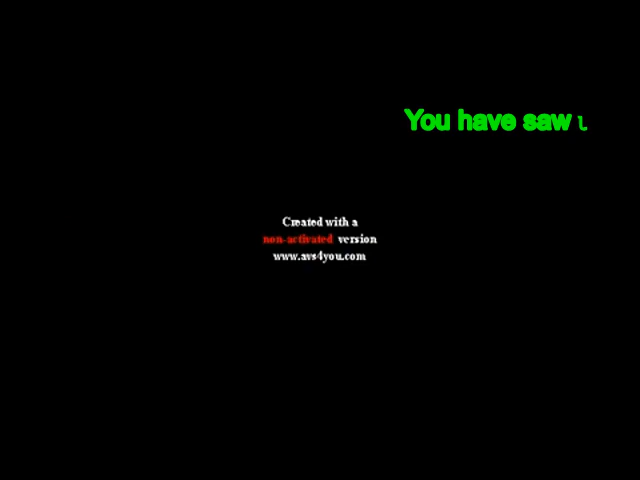 You have saw
Created with a
non-activated version
www.avs4you.com